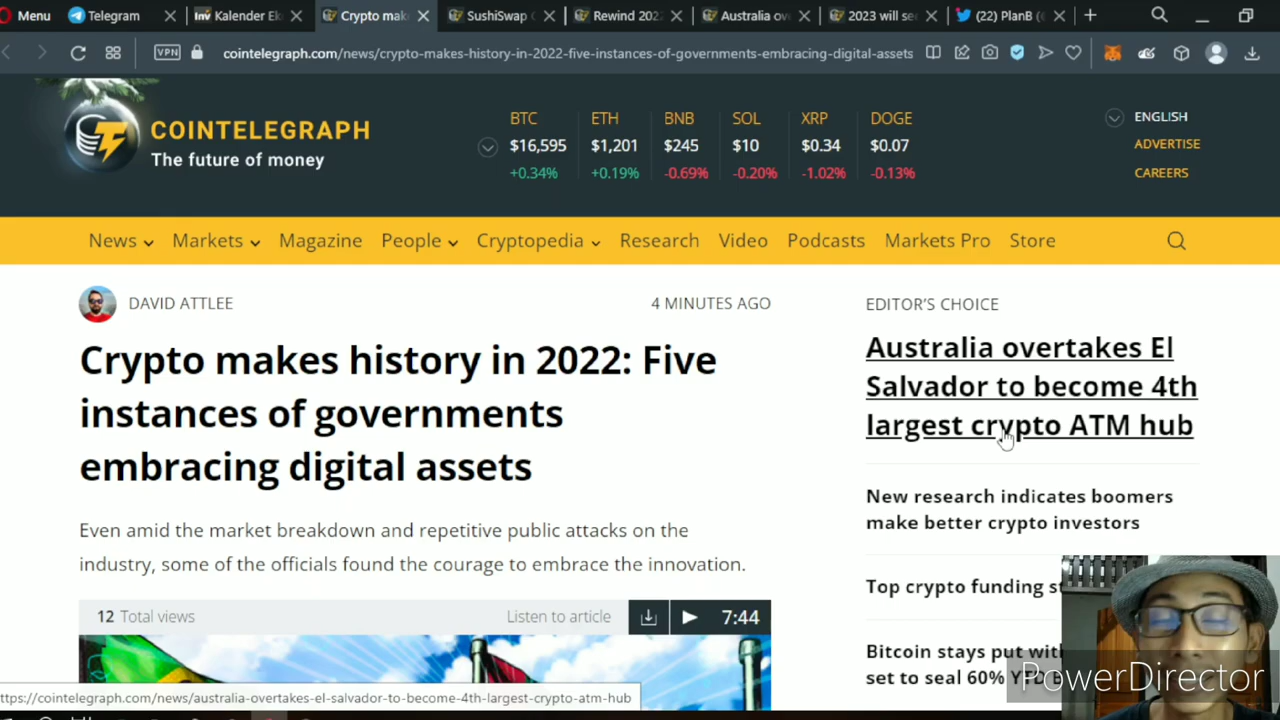 Menu
Telegram
Inv Kalender Ek
Crypto mak
SushiSwap
Rewind 2022
Australia ov
2023 will se
(22) PlanB (
VPN
cointelegraph.com/news/crypto-makes-history-in-2022-five-instances-of-governments-embracing-digital-assets
COINTELEGRAPH
The future of money
BTC ETH BNB SOL XRP DOGE
$16,595 $1,201 $245 $10 $0.34 $0.07
+0.34% +0.19% -0.69% -0.20% -1.02% -0.13%
ENGLISH
ADVERTISE
CAREERS
News Markets Magazine People Cryptopedia Research Video Podcasts Markets Pro Store
DAVID ATTLEE
4 MINUTES AGO
Crypto makes history in 2022: Five
instances of governments
embracing digital assets
Even amid the market breakdown and repetitive public attacks on the
industry, some of the officials found the courage to embrace the innovation.
12 Total views
Listen to article
7:44
EDITOR'S CHOICE
Australia overtakes El
Salvador to become 4th
largest crypto ATM hub
New research indicates boomers
make better crypto investors
Top crypto funding st
Bitcoin stays put with
set to seal 60% Y
PowerDirector
ttps://cointelegraph.com/news/australia-overtakes-el-salvador-to-become-4th-largest-crypto-atm-hub